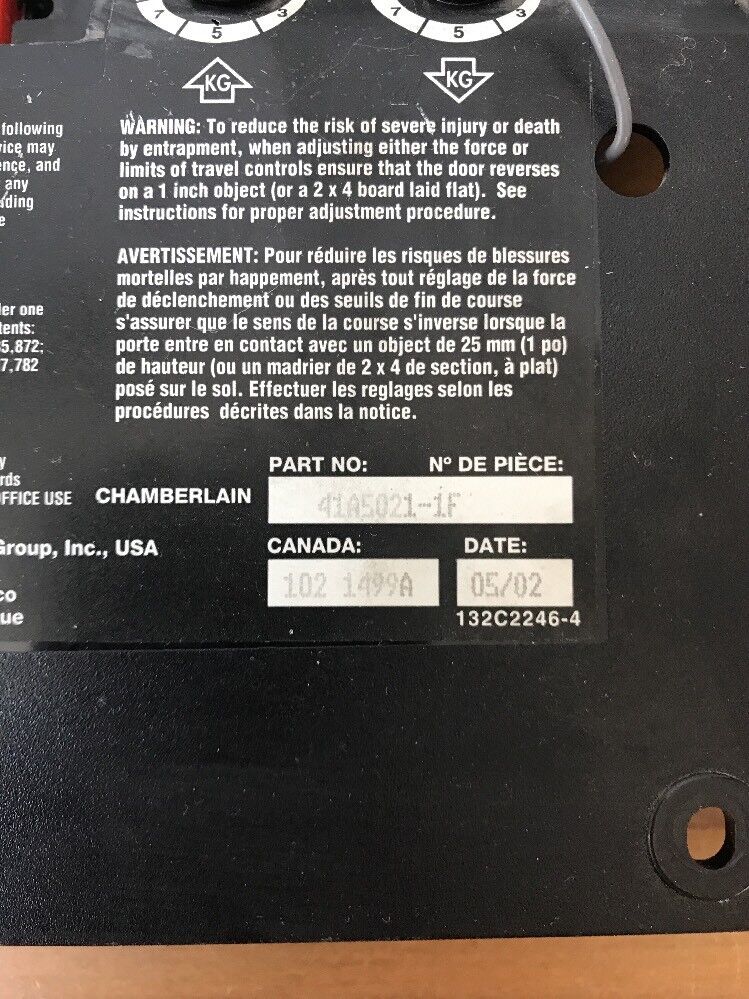 7 5 3 7 5 3
KG KG
following
vice may
ence, and
any
ading
e
WARNING: To reduce the risk of severe injury or death
by entrapment, when adjusting either the force or
limits of travel controls ensure that the door reverses
on a 1 inch object (or a 2 x 4 board laid flat). See
instructions for proper adjustment procedure.
AVERTISSEMENT: Pour réduire les risques de blessures
mortelles par happement, après tout réglage de la force
de déclenchement ou des seuils de fin de course
s'assurer que le sens de la course s'inverse lorsque la
porte entre en contact avec un object de 25 mm (1 po)
de hauteur (ou un madrier de 2 x 4 de section, à plat)
posé sur le sol. Effectuer les reglages selon les
procédures décrites dans la notice.
der one
tents:
35,872;
7,782
y
rds
OFFICE USE
CHAMBERLAIN
PART NO: Nº DE PIÈCE:
41A5021-1F
Group, Inc., USA
co
ue
CANADA: DATE:
102 1499A 05/02
132C2246-4